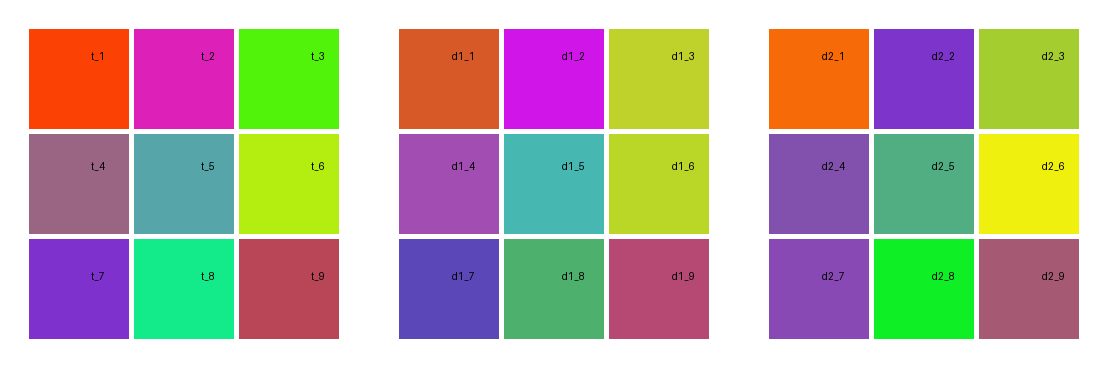 t_1 t_2 t_3 d1_1 d1_2 d1_3 d2_1 d2_2 d2_3
t_4 t_5 t_6 d1_4 d1_5 d1_6 d2_4 d2_5 d2_6
t_7 t_8 t_9 d1_7 d1_8 d1_9 d2_7 d2_8 d2_9